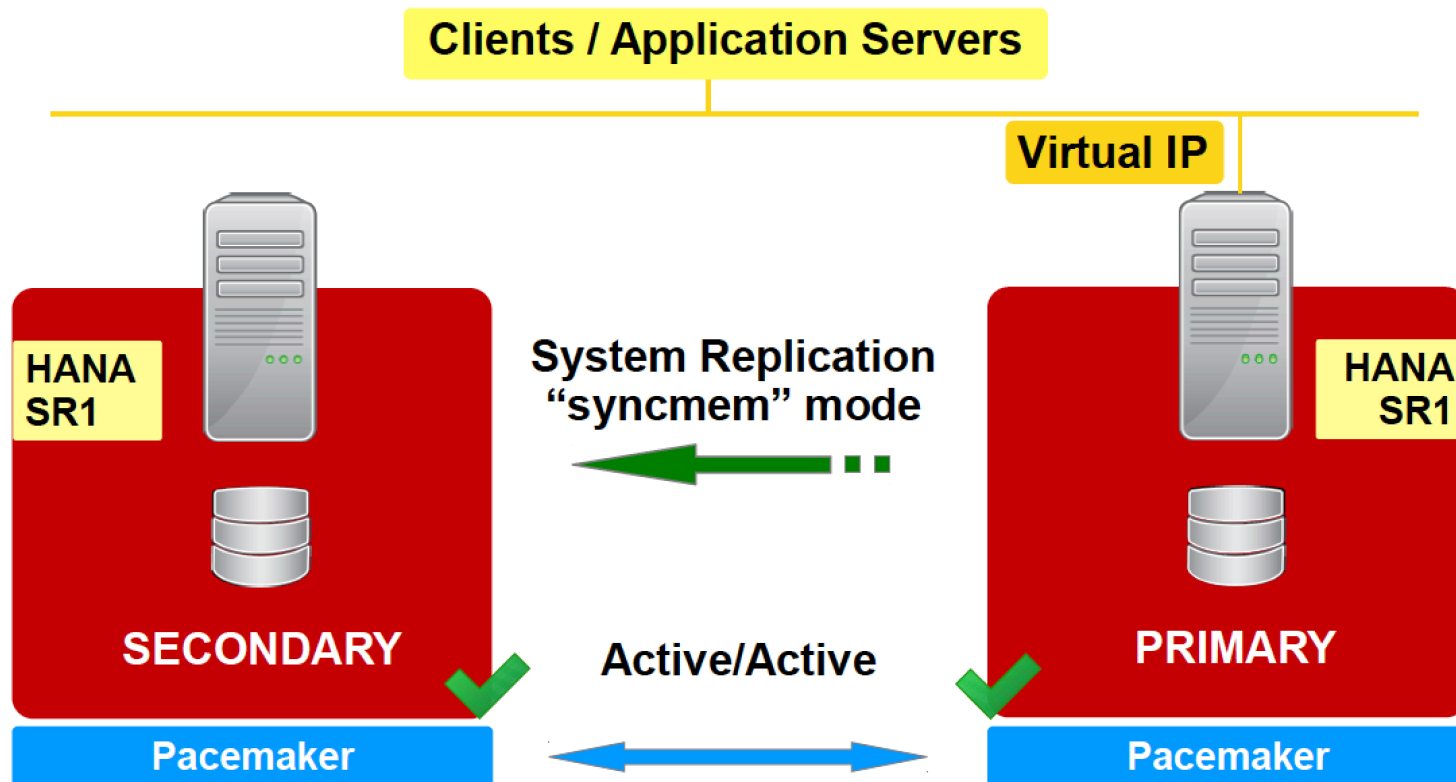 Clients / Application Servers
Virtual IP
HANA
SR1
System Replication
“syncmem” mode
HANA
SR1
SECONDARY
Active/Active
PRIMARY
Pacemaker
Pacemaker